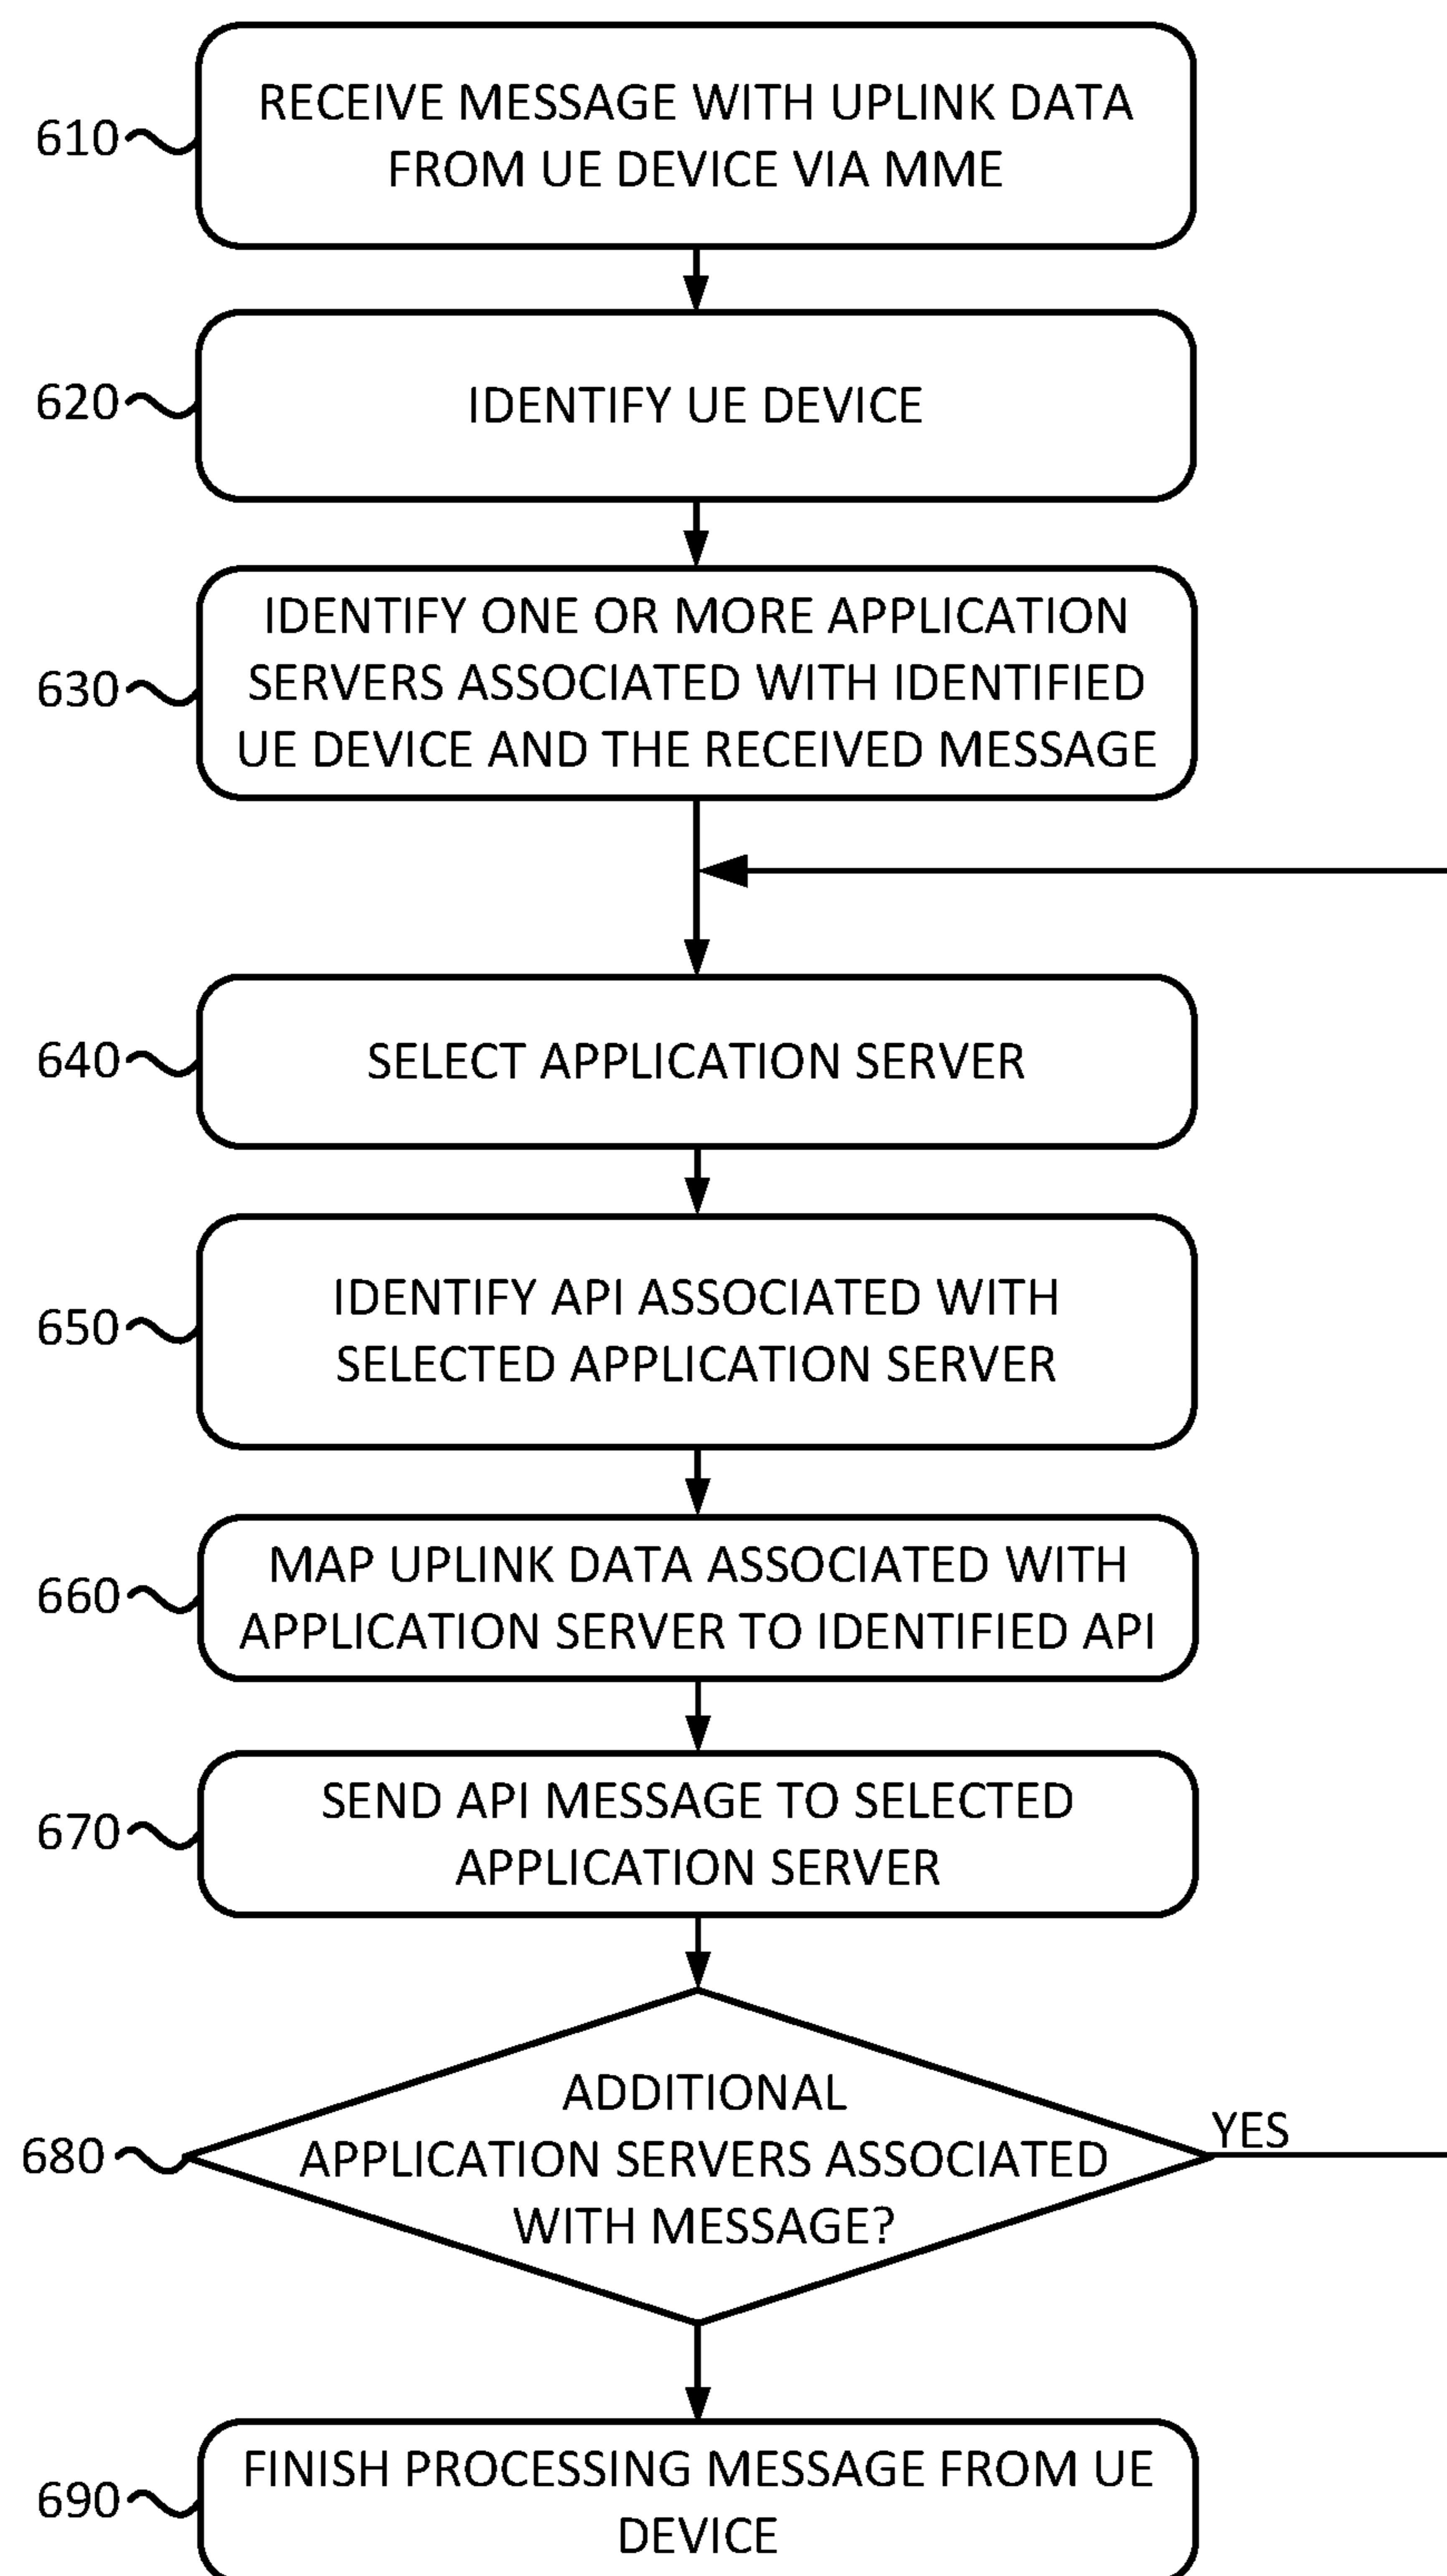 610
RECEIVE MESSAGE WITH UPLINK DATA
FROM UE DEVICE VIA MME
620
IDENTIFY UE DEVICE
630
IDENTIFY ONE OR MORE APPLICATION
SERVERS ASSOCIATED WITH IDENTIFIED
UE DEVICE AND THE RECEIVED MESSAGE
640
SELECT APPLICATION SERVER
650
IDENTIFY API ASSOCIATED WITH
SELECTED APPLICATION SERVER
660
MAP UPLINK DATA ASSOCIATED WITH
APPLICATION SERVER TO IDENTIFIED API
670
SEND API MESSAGE TO SELECTED
APPLICATION SERVER
680
ADDITIONAL
APPLICATION SERVERS ASSOCIATED
WITH MESSAGE?
YES
690
FINISH PROCESSING MESSAGE FROM UE
DEVICE